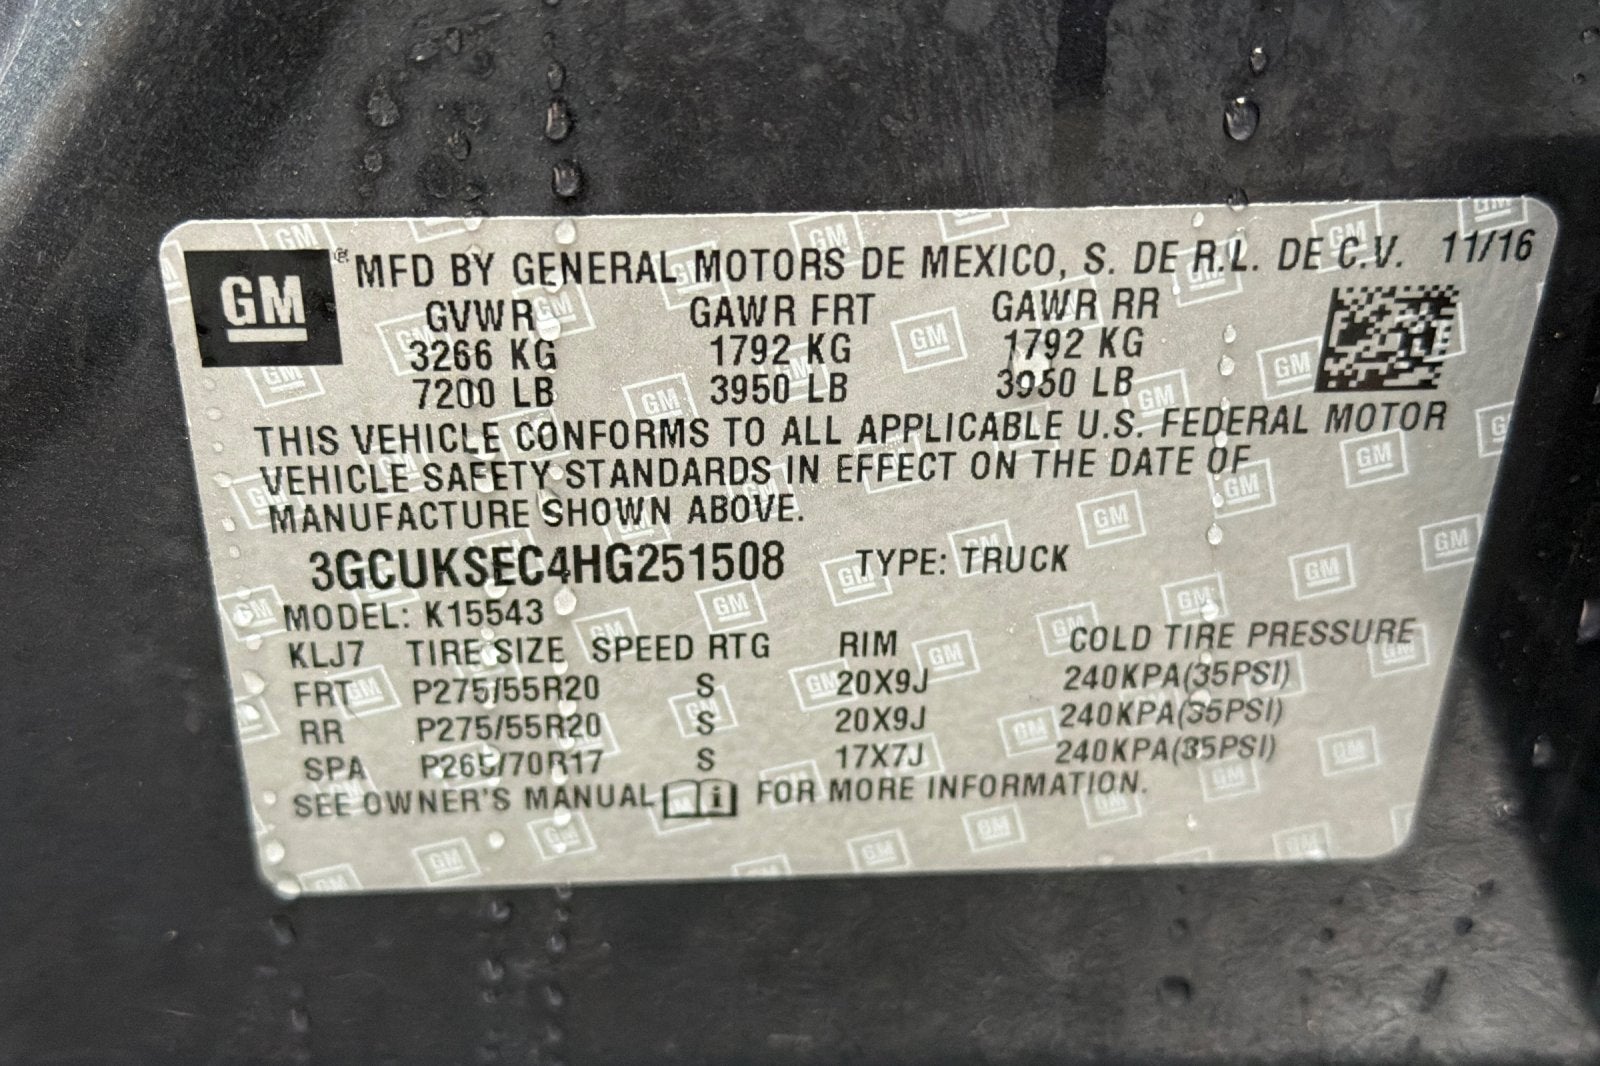 GM ® MFD BY GENERAL MOTORS DE MEXICO, S. DE R.L. DE C.V. 11/16
GVWR GAWR FRT GAWR RR
3266 KG 1792 KG 1792 KG
7200 LB 3950 LB 3950 LB
THIS VEHICLE CONFORMS TO ALL APPLICABLE U.S. FEDERAL MOTOR
VEHICLE SAFETY STANDARDS IN EFFECT ON THE DATE OF
MANUFACTURE SHOWN ABOVE.
3GCUKSEC4HG251508 TYPE: TRUCK
MODEL: K15543
KLJ7 TIRE SIZE SPEED RTG RIM COLD TIRE PRESSURE
FRT P275/55R20 S 20X9J 240KPA(35PSI)
RR P275/55R20 S 20X9J 240KPA(35PSI)
SPA P265/70R17 S 17X7J 240KPA(35PSI)
SEE OWNER'S MANUAL i FOR MORE INFORMATION.